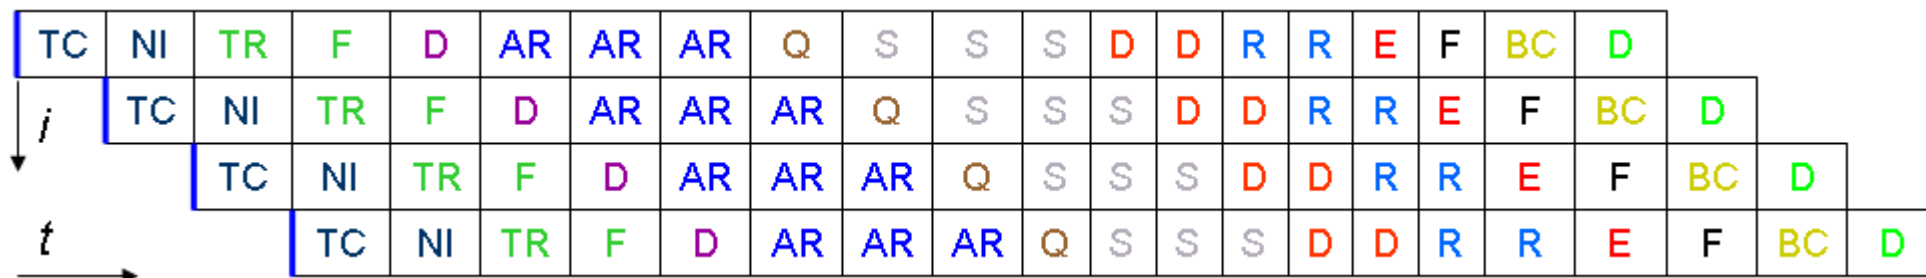 TC NI TR F D AR AR AR Q S S S D D R R E F BC D
i TC NI TR F D AR AR AR Q S S S D D R R E F BC D
TC NI TR F D AR AR AR Q S S S D D R R E F BC D
t TC NI TR F D AR AR AR Q S S S D D R R E F BC D